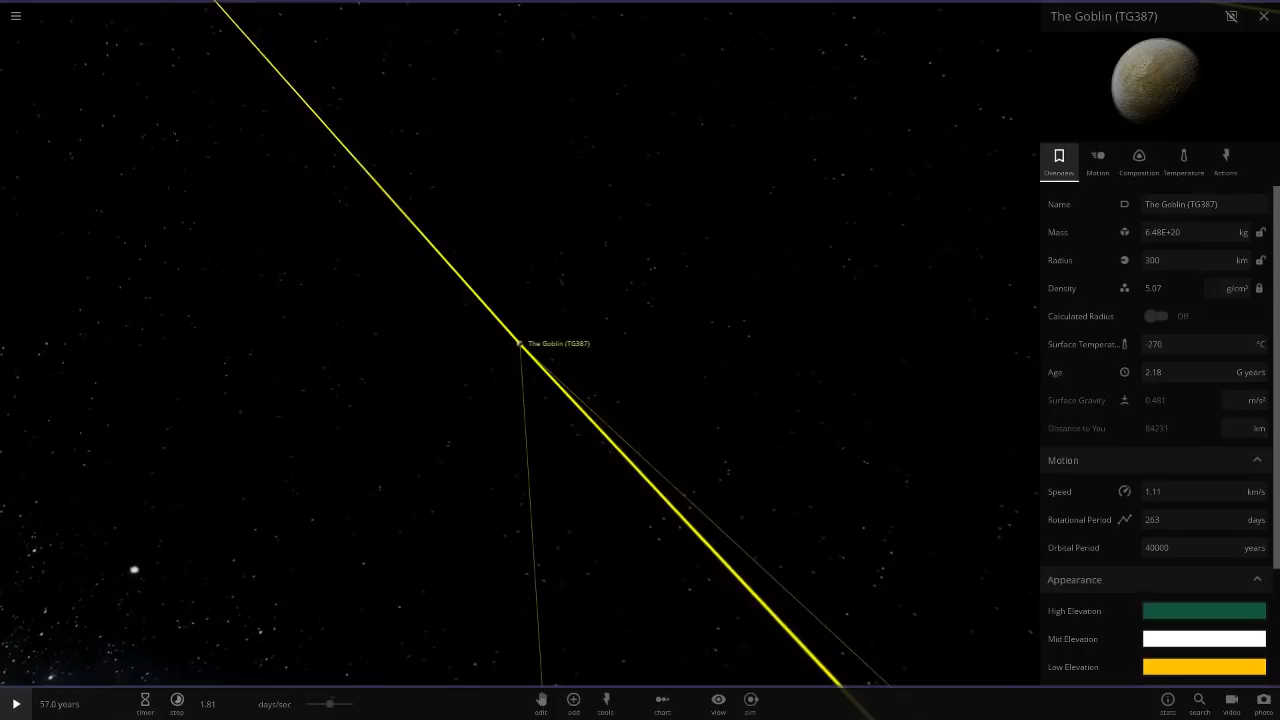 The Goblin (TG387)
Overview Motion Composition Temperature Actions
Name The Goblin (TG387)
Mass 6.48E+20 kg
Radius 300 km
Density 5.07 g/cm³
Calculated Radius Off
The Goblin (TG387)
Surface Temperat... -270 °C
Age 2.18 G years
Surface Gravity 0.481 m/s²
Distance to You 84231 km
Motion
Speed 1.11 km/s
Rotational Period 263 days
Orbital Period 40000 years
Appearance
High Elevation
Mid Elevation
Low Elevation
57.0 years timer step 1.81 days/sec edit add tools chart view sim stats search video photo